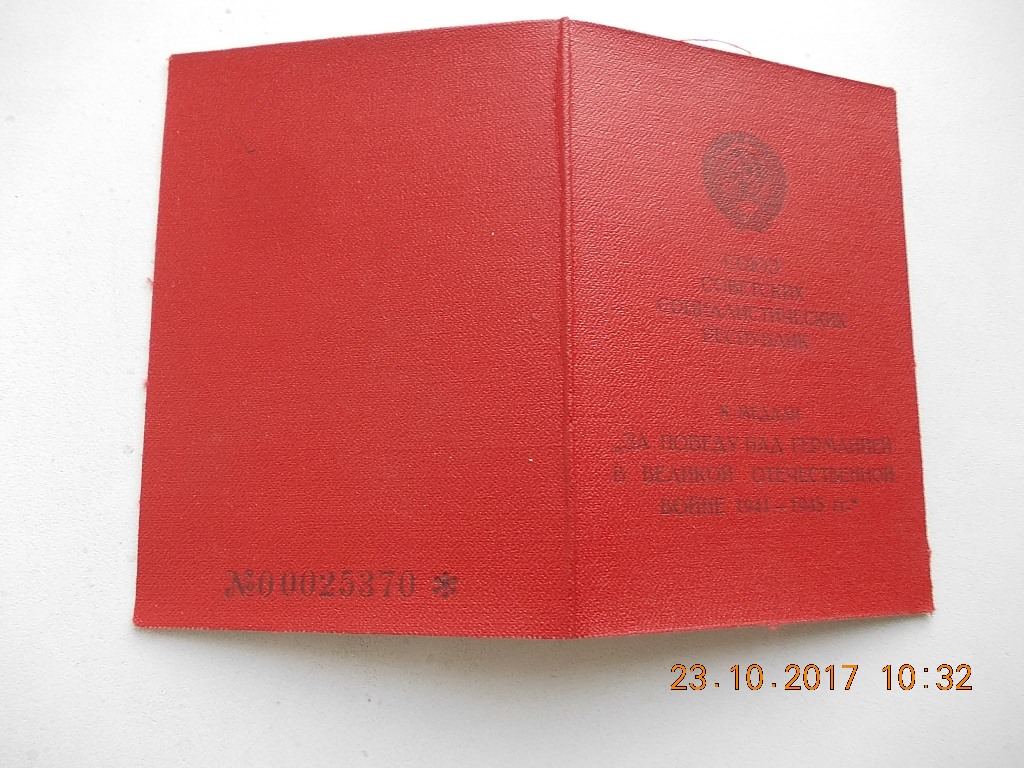 СОЮЗ
СОВЕТСКИХ
СОЦИАЛИСТИЧЕСКИХ
РЕСПУБЛИК
К МЕДАЛИ
„ЗА ПОБЕДУ НАД ГЕРМАНИЕЙ
В ВЕЛИКОЙ ОТЕЧЕСТВЕННОЙ
ВОЙНЕ 1941—1945 гг.“
№00025370 ✻
23.10.2017 10:32